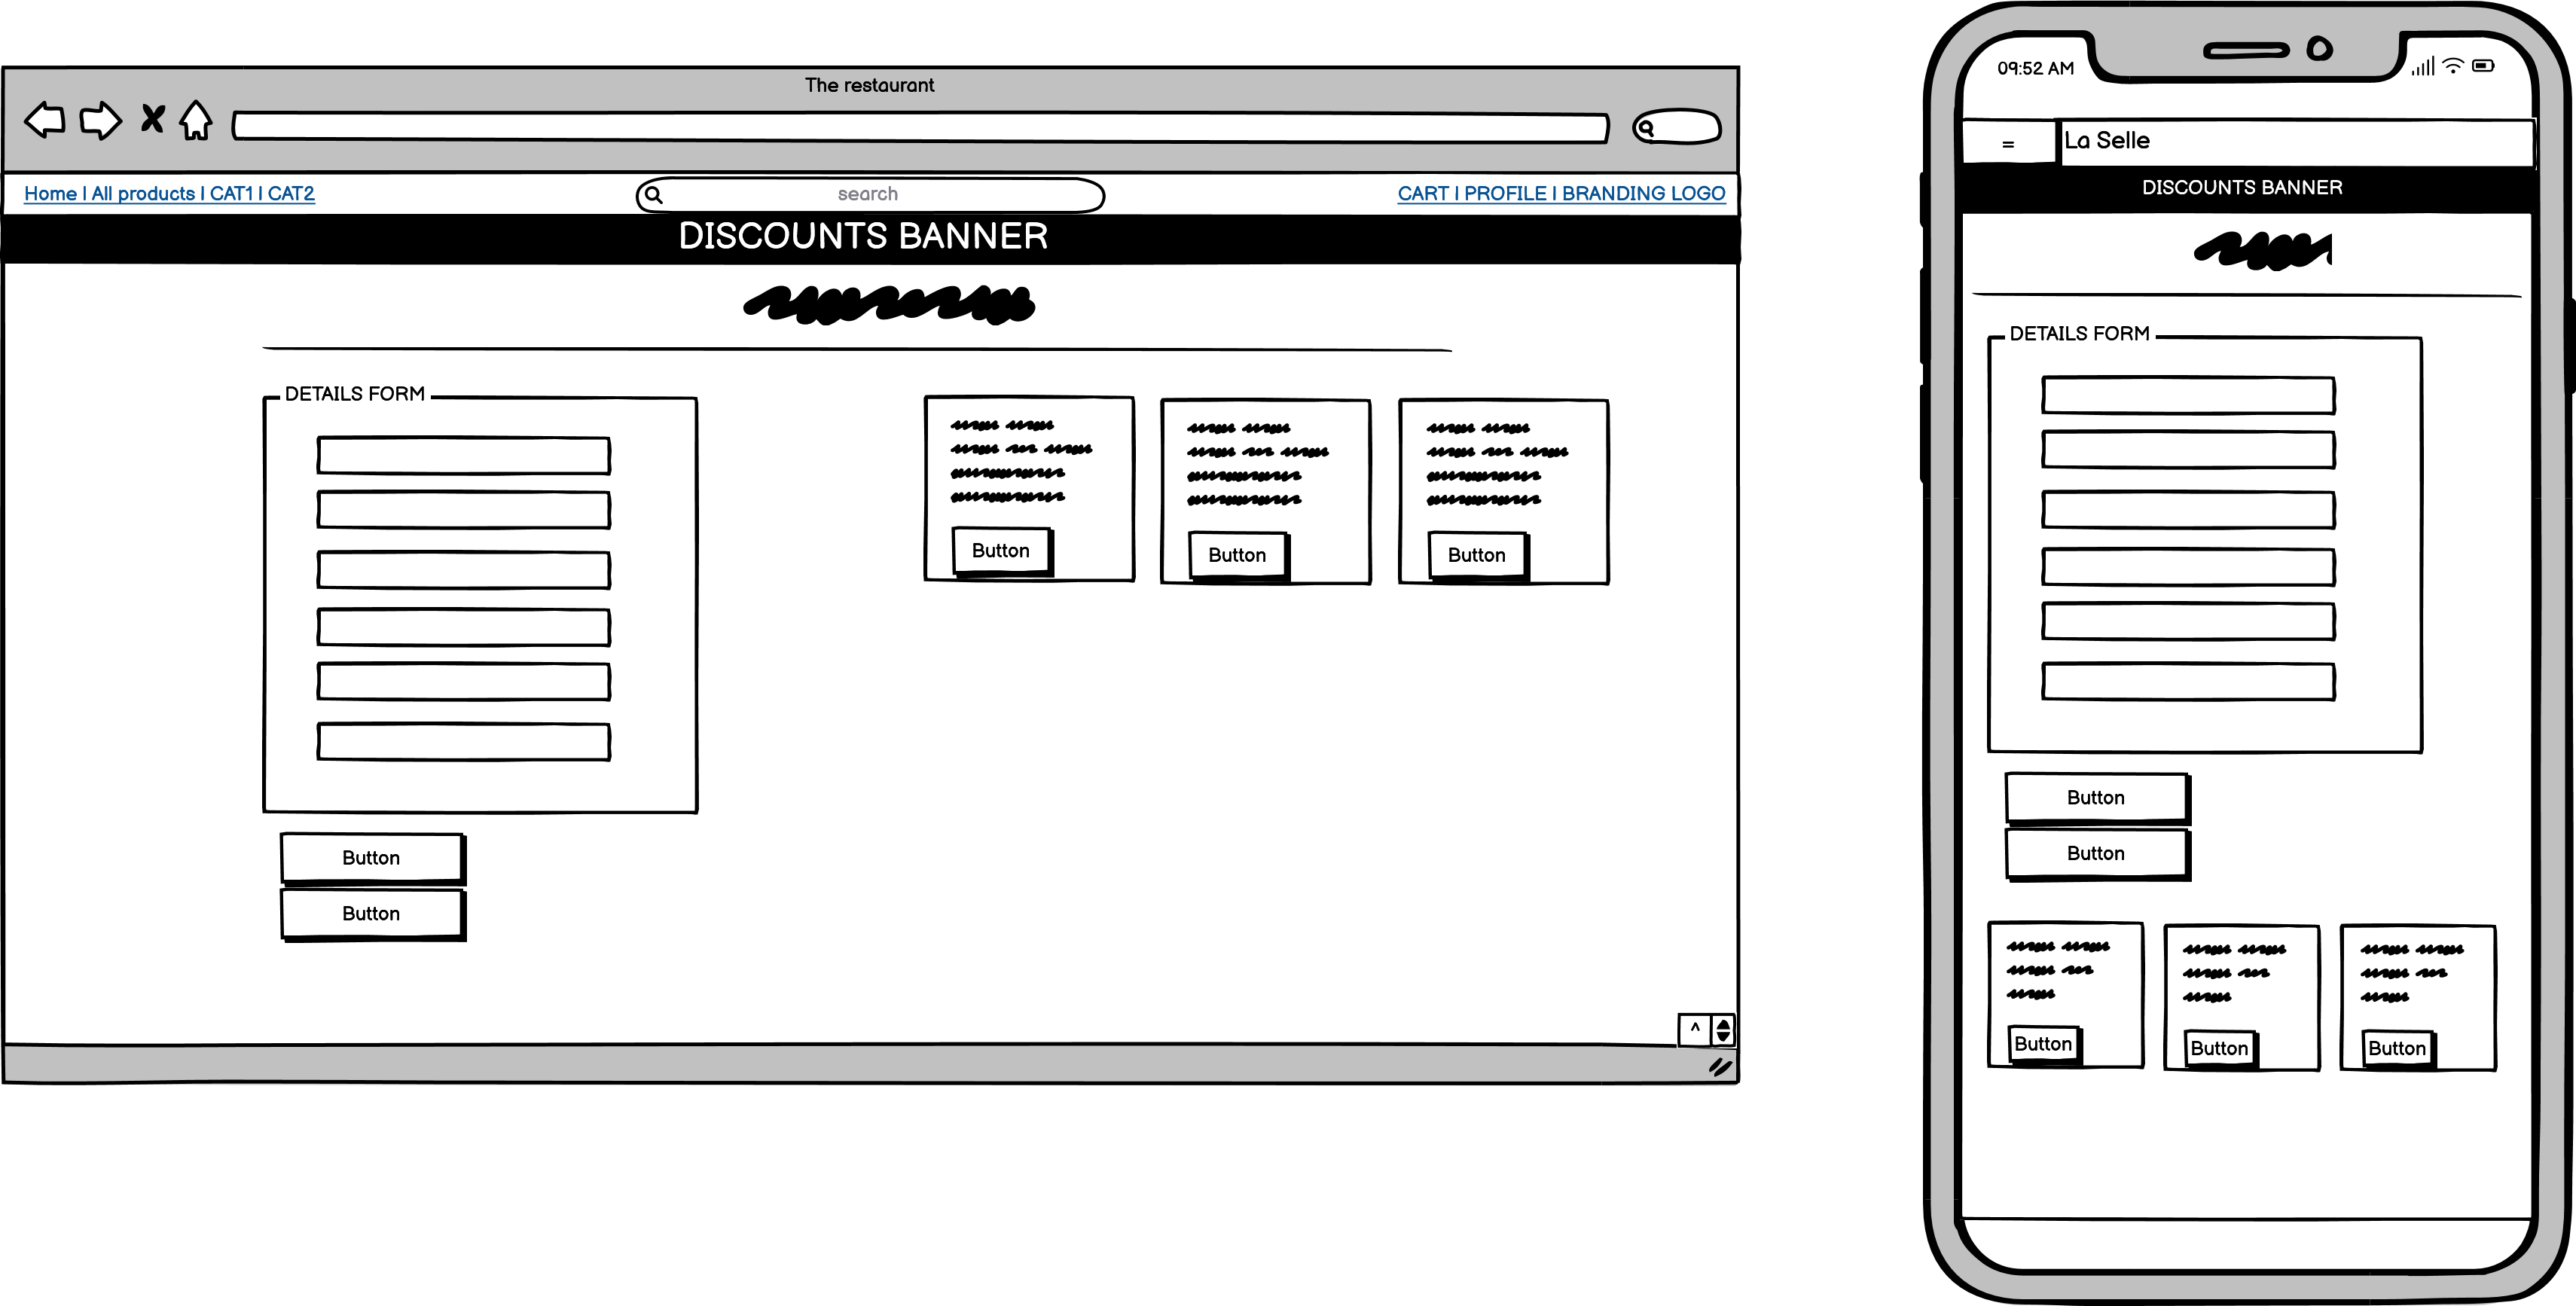 The restaurant
Home | All products | CAT1 | CAT2
search
CART | PROFILE | BRANDING LOGO
DISCOUNTS BANNER
DETAILS FORM
Button
Button
Button
Button
Button
^
09:52 AM
=
La Selle
DISCOUNTS BANNER
DETAILS FORM
Button
Button
Button
Button
Button